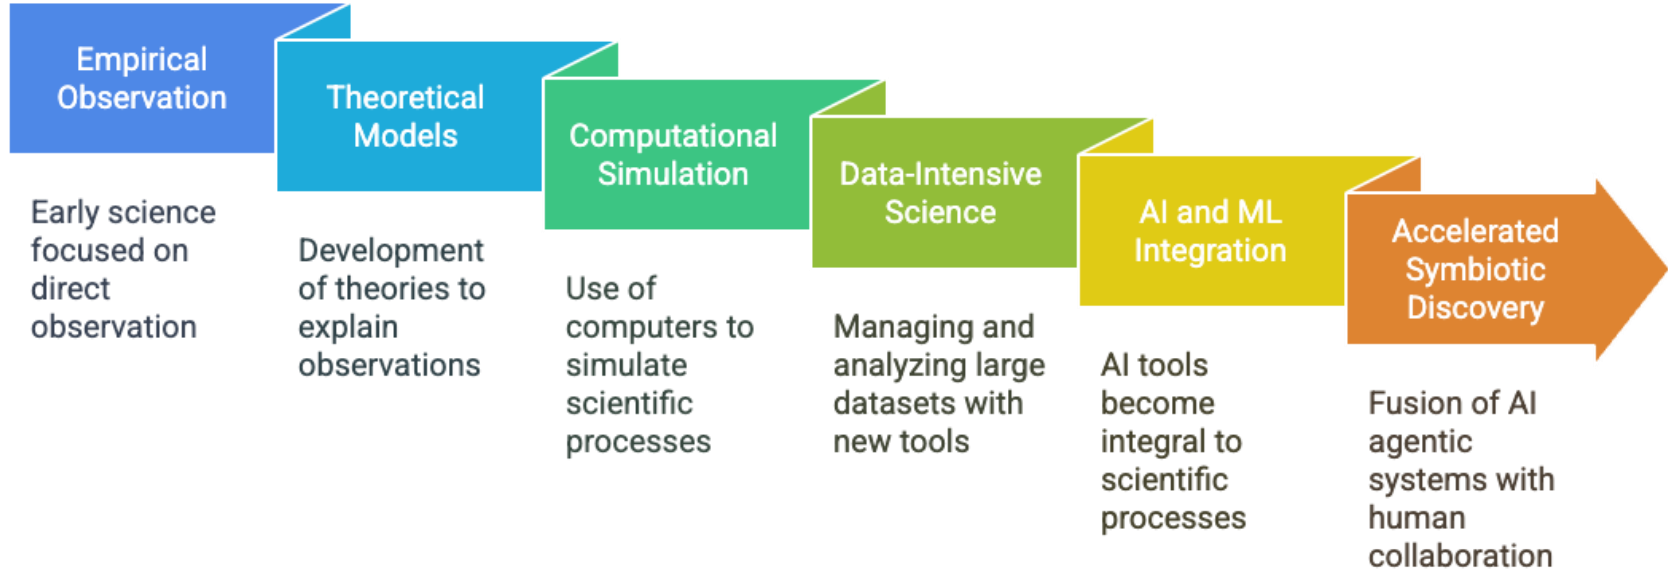 Empirical
Observation
Early science
focused on
direct
observation
Theoretical
Models
Development
of theories to
explain
observations
Computational
Simulation
Use of
computers to
simulate
scientific
processes
Data-Intensive
Science
Managing and
analyzing large
datasets with
new tools
AI and ML
Integration
AI tools
become
integral to
scientific
processes
Accelerated
Symbiotic
Discovery
Fusion of AI
agentic
systems with
human
collaboration